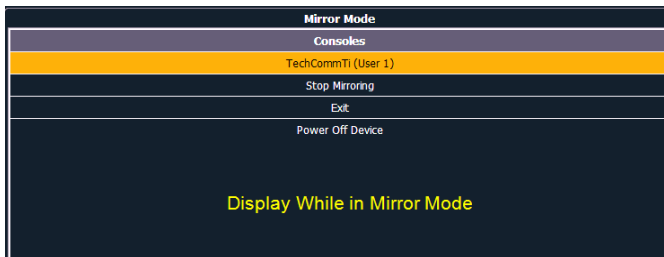 Mirror Mode
Consoles
TechCommTi (User 1)
Stop Mirroring
Exit
Power Off Device
Display While in Mirror Mode